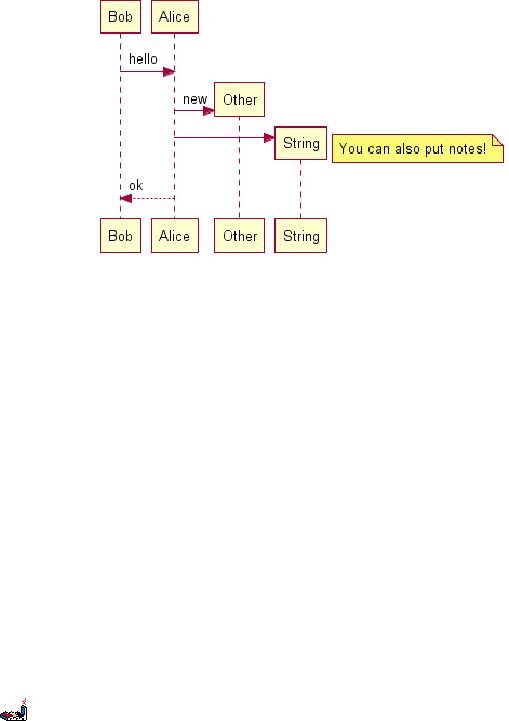 Bob Alice
hello
new Other
String You can also put notes!
ok
Bob Alice Other String